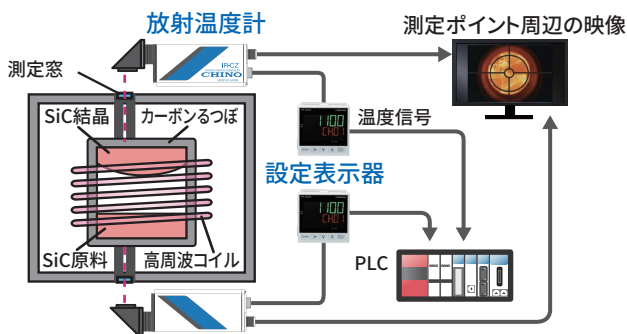 放射温度計
測定ポイント周辺の映像
IR-CZ
CHINO
測定窓
SiC結晶
カーボンるつぼ
1100
CH01
温度信号
設定表示器
1100
CH01
SiC原料
高周波コイル
PLC